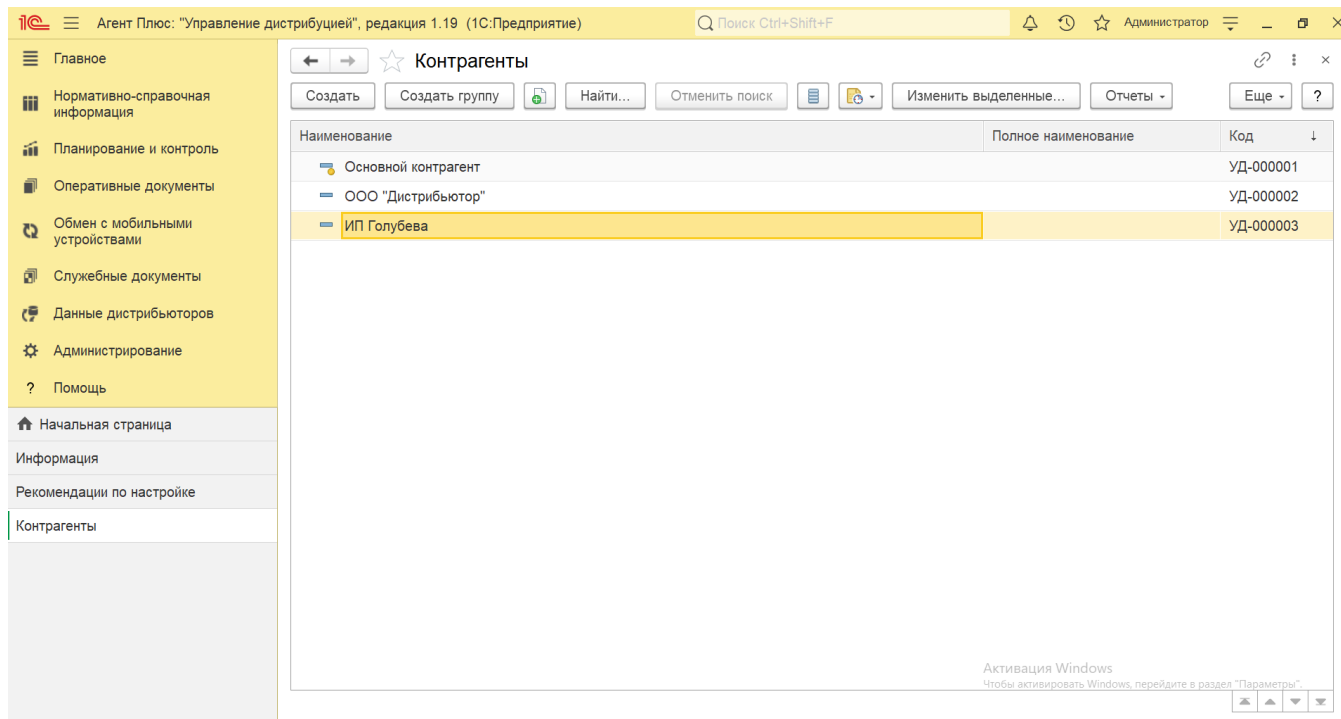 1С Агент Плюс: "Управление дистрибуцией", редакция 1.19 (1С:Предприятие) Поиск Ctrl+Shift+F Администратор
Главное
Нормативно-справочная
информация
Планирование и контроль
Оперативные документы
Обмен с мобильными
устройствами
Служебные документы
Данные дистрибьюторов
Администрирование
? Помощь
Начальная страница
Информация
Рекомендации по настройке
Контрагенты
Контрагенты
Создать Создать группу Найти... Отменить поиск Изменить выделенные... Отчеты Еще ?
Наименование Полное наименование Код ↓
Основной контрагент УД-000001
ООО "Дистрибьютор" УД-000002
ИП Голубева УД-000003
Активация Windows
Чтобы активировать Windows, перейдите в раздел "Параметры".